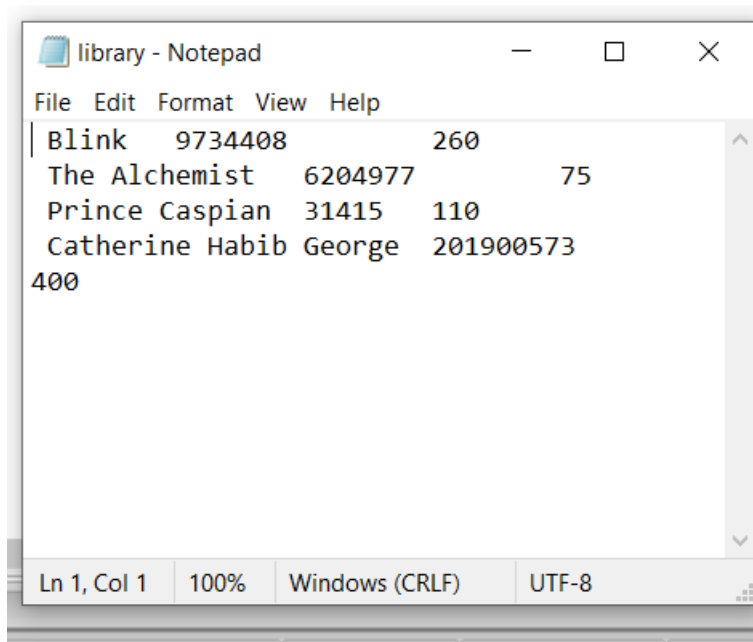 library - Notepad
File Edit Format View Help
Blink 9734408 260
The Alchemist 6204977 75
Prince Caspian 31415 110
Catherine Habib George 201900573
400
Ln 1, Col 1 100% Windows (CRLF) UTF-8